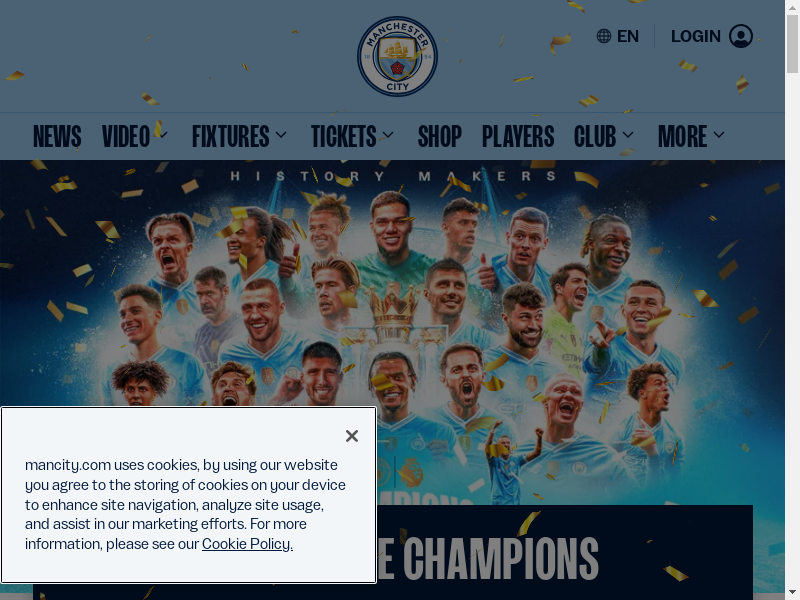 MANCHESTER
18 94
CITY
EN
LOGIN
NEWS VIDEO FIXTURES TICKETS SHOP PLAYERS CLUB MORE
HISTORY MAKERS
mancity.com uses cookies, by using our website
you agree to the storing of cookies on your device
to enhance site navigation, analyze site usage,
and assist in our marketing efforts. For more
information, please see our Cookie Policy.
E CHAMPIONS